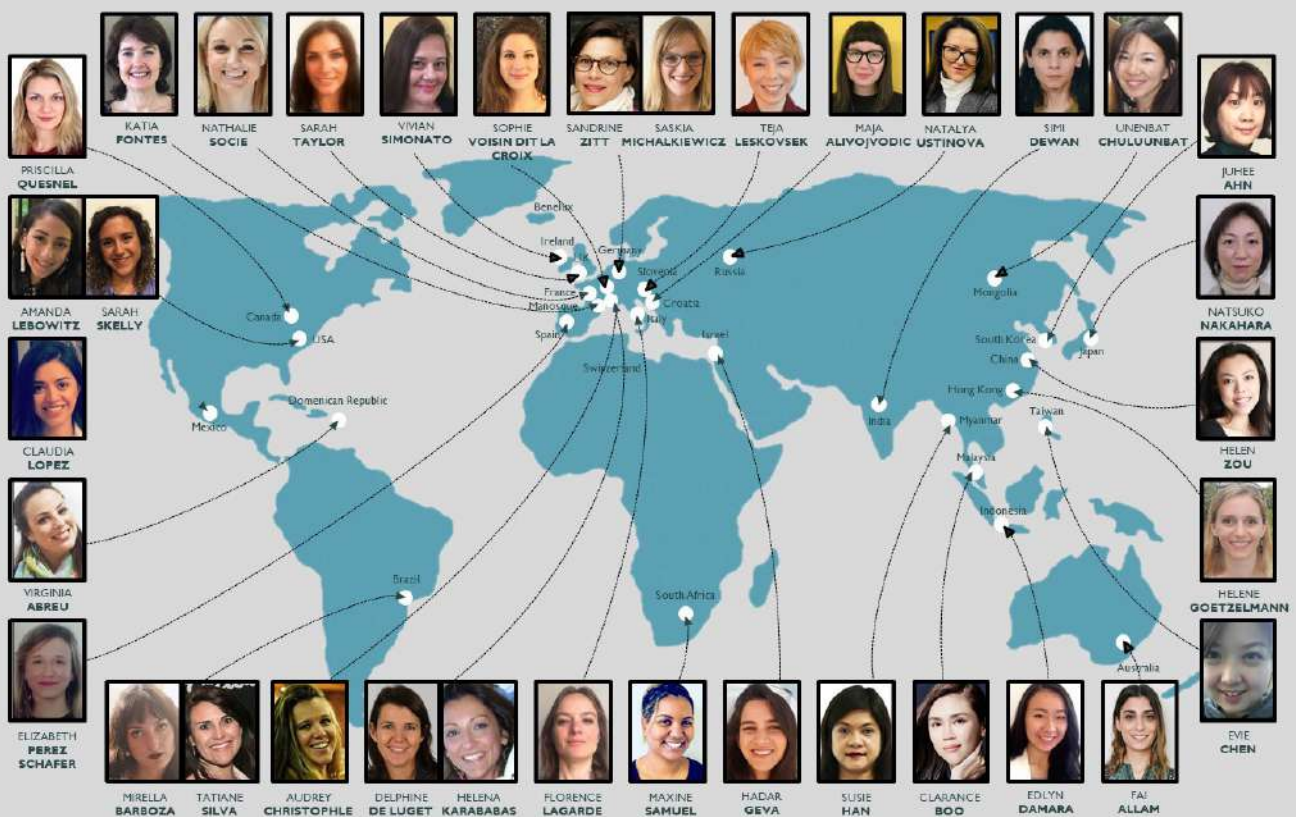 KATIA
FONTES
NATHALIE
SOCIE
SARAH
TAYLOR
VIVIAN
SIMONATO
SOPHIE
VOISIN DIT LA
CROIX
SANDRINE
ZITT
SASKIA
MICHALKIEWICZ
TEJA
LESKOVSEK
MAJA
ALIVOJVODIC
NATALYA
USTINOVA
SIMI
DEWAN
UNENBAT
CHULUUNBAT
JUHEE
AHN
PRISCILLA
QUESNEL
AMANDA
LEBOWITZ
SARAH
SKELLY
NATSUKO
NAKAHARA
CLAUDIA
LOPEZ
HELEN
ZOU
VIRGINIA
ABREU
HELENE
GOETZELMANN
ELIZABETH
PEREZ
SCHAFER
EVIE
CHEN
Benelux
Ireland
UK
Germany
Slovenia
Russia
France
Manosque
Croatia
Italy
Spain
Switzerland
Israel
Canada
USA
Mexico
Domenican Republic
Brazil
South Africa
Mongolia
South Korea
Japan
China
Hong Kong
Taiwan
India
Myanmar
Malaysia
Indonesia
Australia
MIRELLA
BARBOZA
TATIANE
SILVA
AUDREY
CHRISTOPHLE
DELPHINE
DE LUGET
HELENA
KARABABAS
FLORENCE
LAGARDE
MAXINE
SAMUEL
HADAR
GEVA
SUSIE
HAN
CLARANCE
BOO
EDLYN
DAMARA
FAI
ALLAM